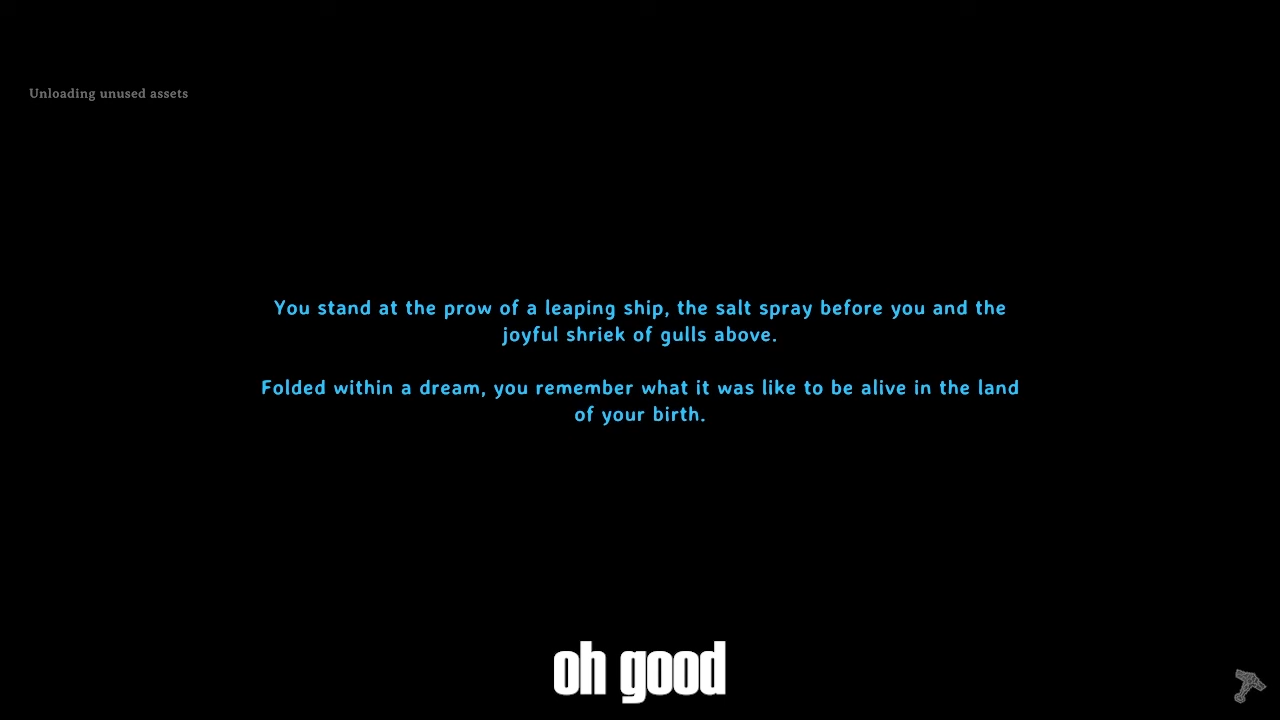 Unloading unused assets
You stand at the prow of a leaping ship, the salt spray before you and the
joyful shriek of gulls above.
Folded within a dream, you remember what it was like to be alive in the land
of your birth.
oh good